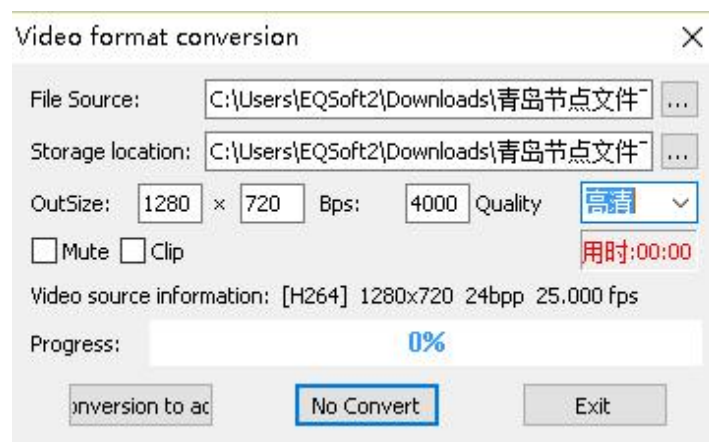 Video format conversion
File Source: C:\Users\EQSoft2\Downloads\青岛节点文件 ...
Storage location: C:\Users\EQSoft2\Downloads\青岛节点文件 ...
OutSize: 1280 × 720 Bps: 4000 Quality 高清
Mute Clip 用时:00:00
Video source information: [H264] 1280x720 24bpp 25.000 fps
Progress: 0%
onversion to ac No Convert Exit